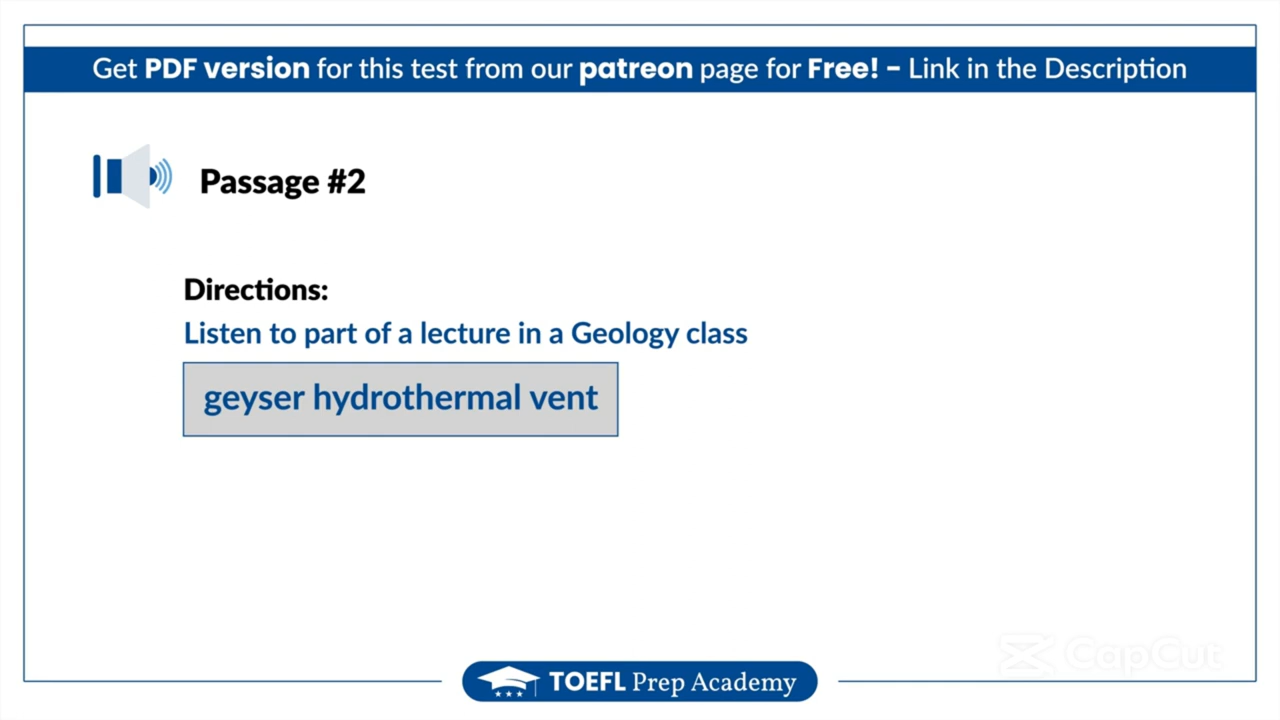 Get PDF version for this test from our patreon page for Free! – Link in the Description
Passage #2
Directions:
Listen to part of a lecture in a Geology class
geyser hydrothermal vent
CapCut
TOEFL Prep Academy